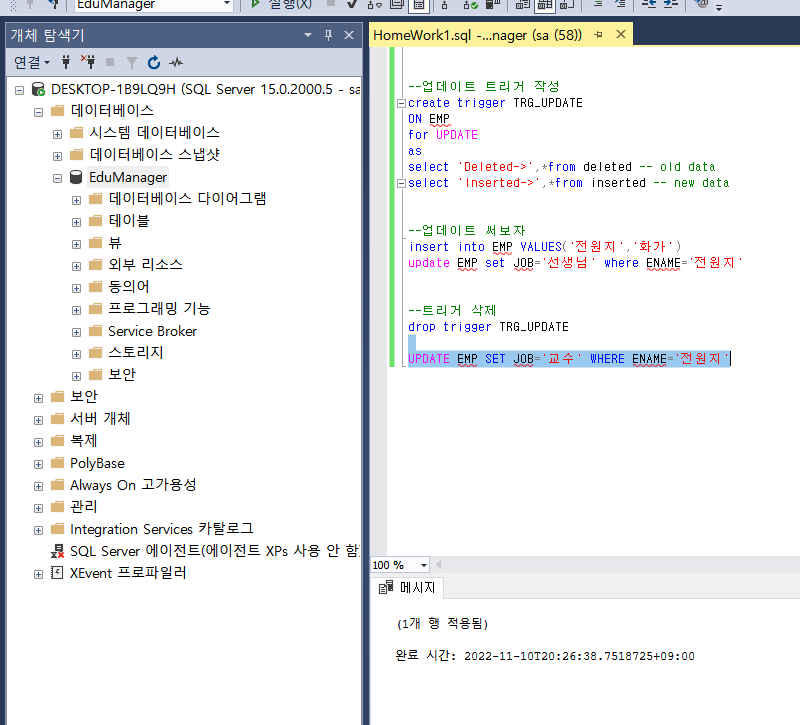 EduManager
실행(X)
개체 탐색기
연결
DESKTOP-1B9LQ9H (SQL Server 15.0.2000.5 - sa
데이터베이스
시스템 데이터베이스
데이터베이스 스냅샷
EduManager
데이터베이스 다이어그램
테이블
뷰
외부 리소스
동의어
프로그래밍 기능
Service Broker
스토리지
보안
보안
서버 개체
복제
PolyBase
Always On 고가용성
관리
Integration Services 카탈로그
SQL Server 에이전트(에이전트 XPs 사용 안 함)
XEvent 프로파일러
HomeWork1.sql -...nager (sa (58))
--업데이트 트리거 작성
create trigger TRG_UPDATE
ON EMP
for UPDATE
as
select 'Deleted->',*from deleted -- old data
select 'Inserted->',*from inserted -- new data
--업데이트 써보자
insert into EMP VALUES('전원지','화가')
update EMP set JOB='선생님' where ENAME='전원지'
--트리거 삭제
drop trigger TRG_UPDATE
UPDATE EMP SET JOB='교수' WHERE ENAME='전원지'
100 %
메시지
(1개 행 적용됨)
완료 시간: 2022-11-10T20:26:38.7518725+09:00